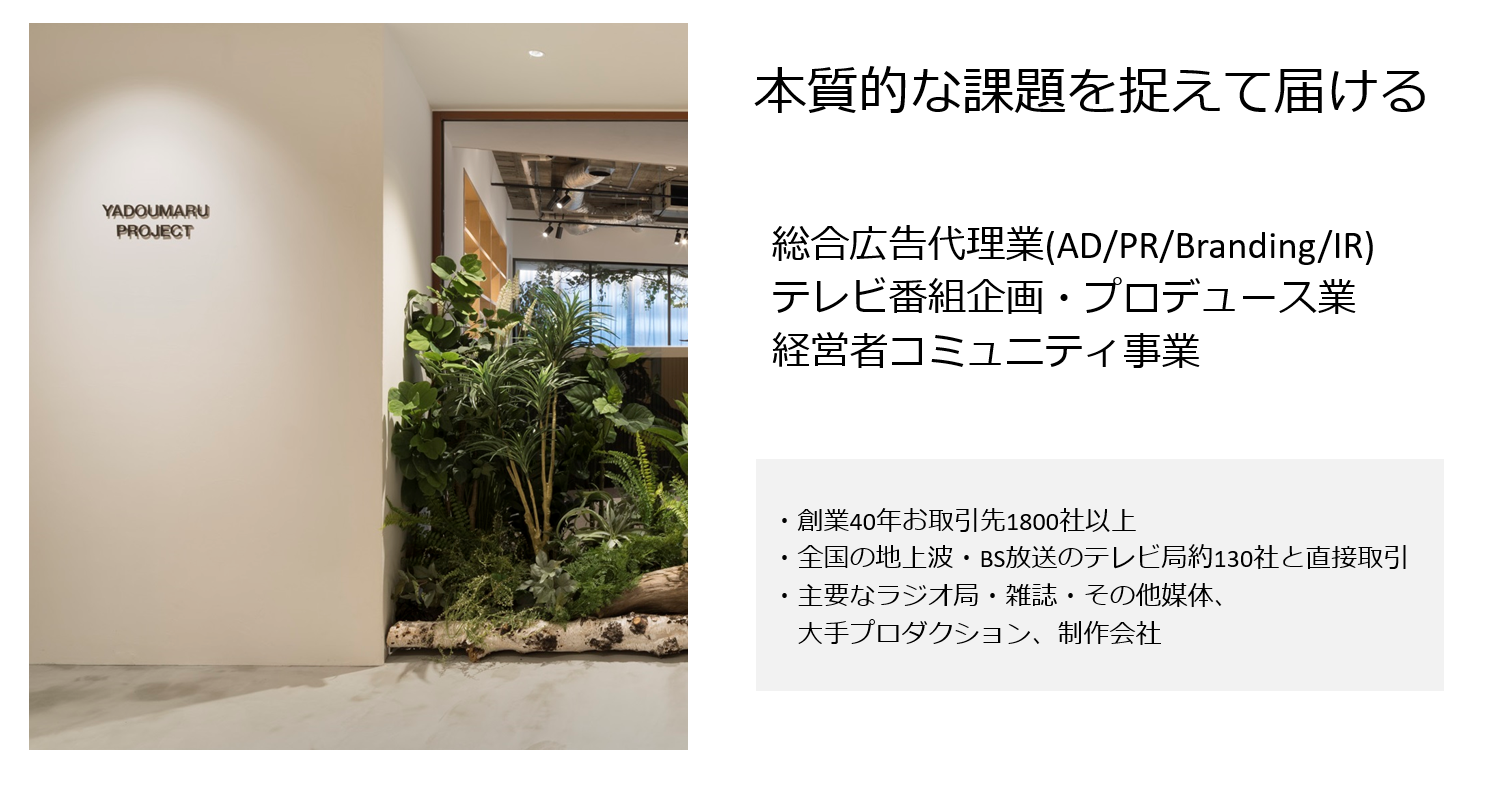 YADOUMARU
PROJECT
本質的な課題を捉えて届ける
総合広告代理業(AD/PR/Branding/IR)
テレビ番組企画・プロデュース業
経営者コミュニティ事業
・創業40年お取引先1800社以上
・全国の地上波・BS放送のテレビ局約130社と直接取引
・主要なラジオ局・雑誌・その他媒体、
大手プロダクション、制作会社